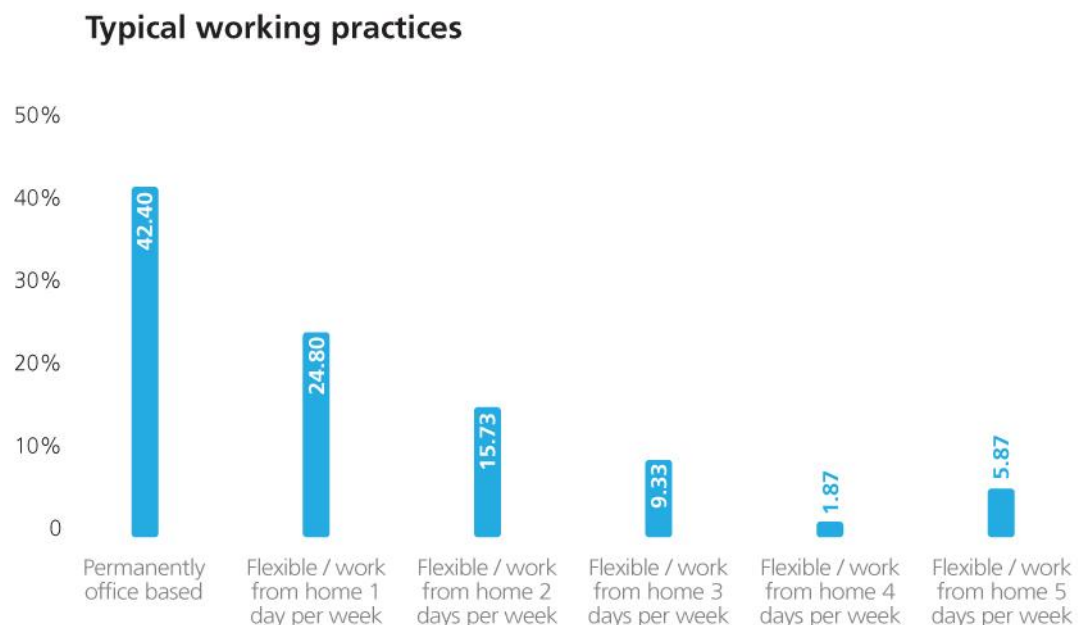 Typical working practices
50%
40%
30%
20%
10%
0
42.40
24.80
15.73
9.33
1.87
5.87
Permanently
office based
Flexible / work
from home 1
day per week
Flexible / work
from home 2
days per week
Flexible / work
from home 3
days per week
Flexible / work
from home 4
days per week
Flexible / work
from home 5
days per week